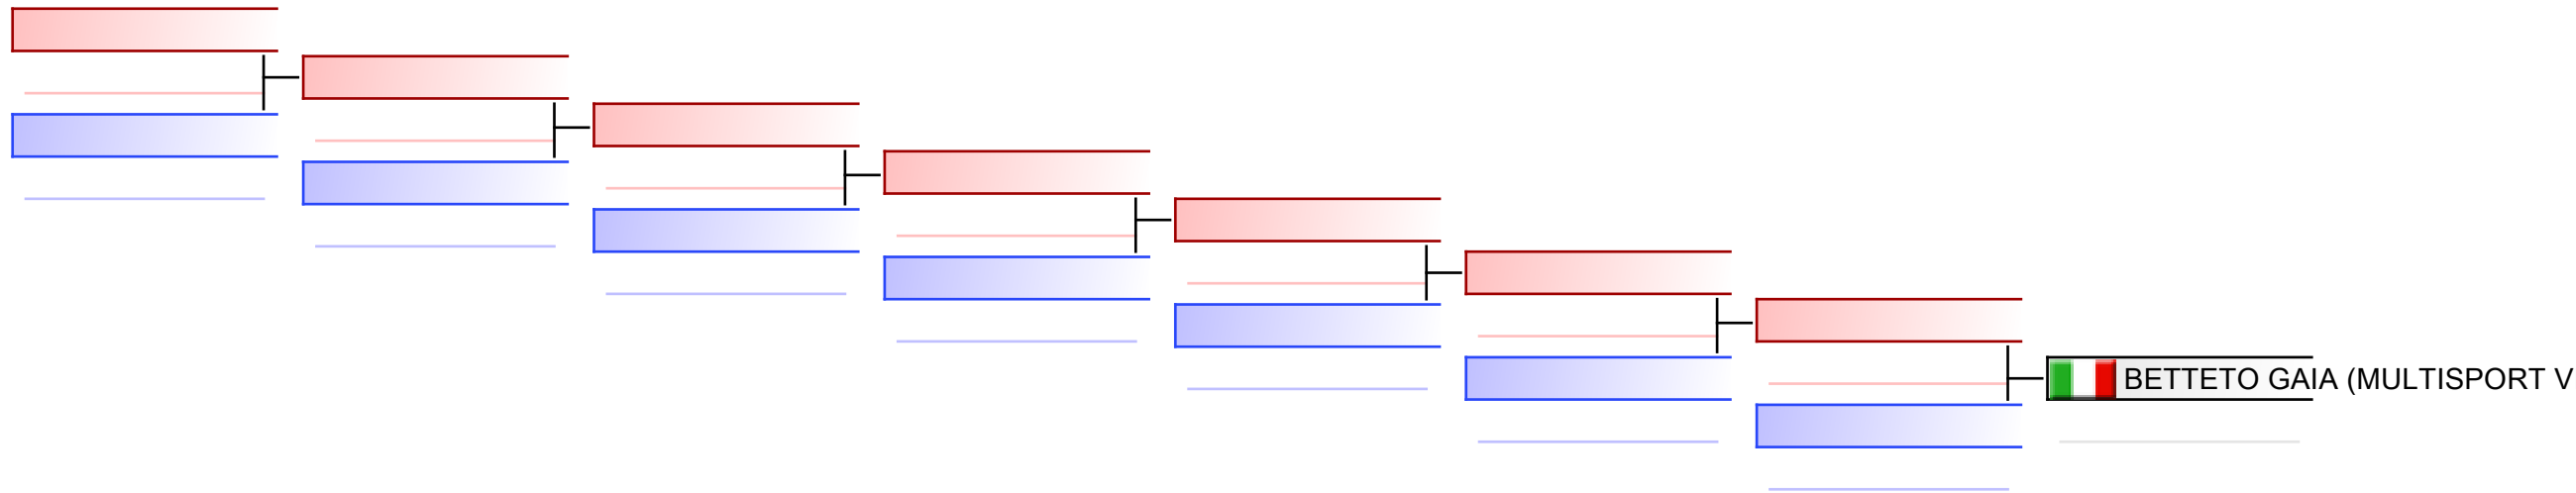 BETTETO GAIA (MULTISPORT V